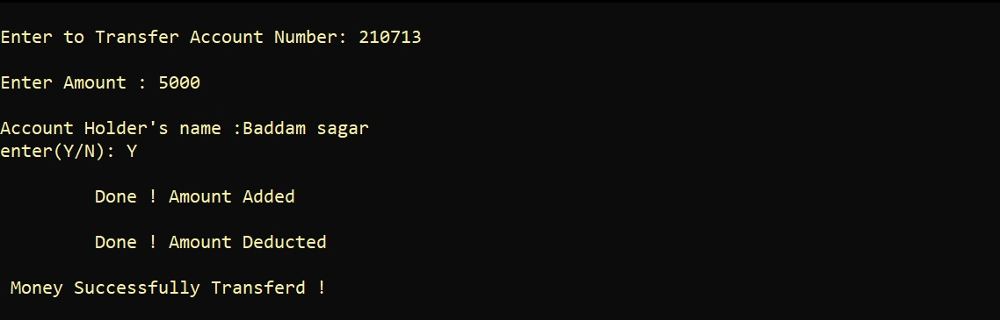 Enter to Transfer Account Number: 210713
Enter Amount : 5000
Account Holder's name :Baddam sagar
enter(Y/N): Y
Done ! Amount Added
Done ! Amount Deducted
Money Successfully Transferd !